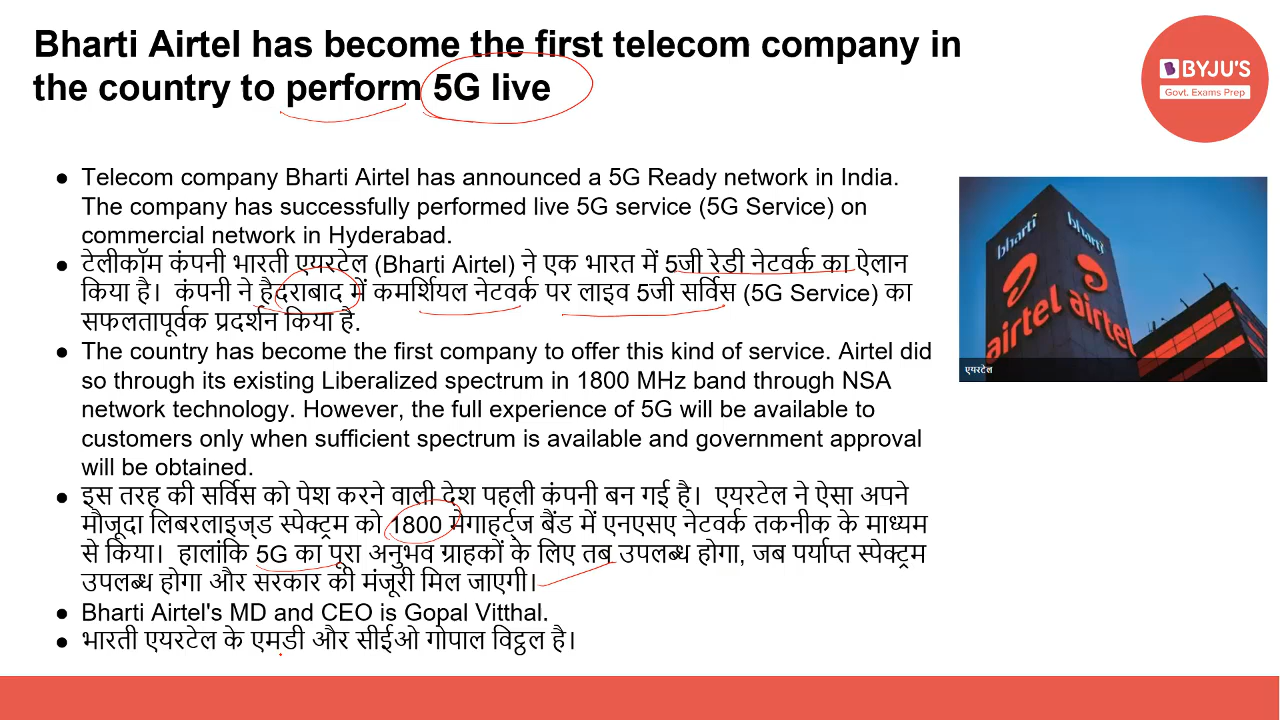 Bharti Airtel has become the first telecom company in
the country to perform 5G live
BYJU'S
Govt. Exams Prep
● Telecom company Bharti Airtel has announced a 5G Ready network in India.
The company has successfully performed live 5G service (5G Service) on
commercial network in Hyderabad.
● टेलीकॉम कंपनी भारती एयरटेल (Bharti Airtel) ने एक भारत में 5जी रेडी नेटवर्क का ऐलान
किया है। कंपनी ने हैदराबाद में कमर्शियल नेटवर्क पर लाइव 5जी सर्विस (5G Service) का
सफलतापूर्वक प्रदर्शन किया है.
● The country has become the first company to offer this kind of service. Airtel did
so through its existing Liberalized spectrum in 1800 MHz band through NSA
network technology. However, the full experience of 5G will be available to
customers only when sufficient spectrum is available and government approval
will be obtained.
● इस तरह की सर्विस को पेश करने वाली देश पहली कंपनी बन गई है। एयरटेल ने ऐसा अपने
मौजूदा लिबरलाइज्ड स्पेक्ट्रम को 1800 मेगाहर्ट्ज बैंड में एनएसए नेटवर्क तकनीक के माध्यम
से किया। हालांकि 5G का पूरा अनुभव ग्राहकों के लिए तब उपलब्ध होगा, जब पर्याप्त स्पेक्ट्रम
उपलब्ध होगा और सरकार की मंजूरी मिल जाएगी।
● Bharti Airtel's MD and CEO is Gopal Vitthal.
● भारती एयरटेल के एमडी और सीईओ गोपाल विट्ठल है।
bharti
bharti
airtel
airtel
एयरटेल